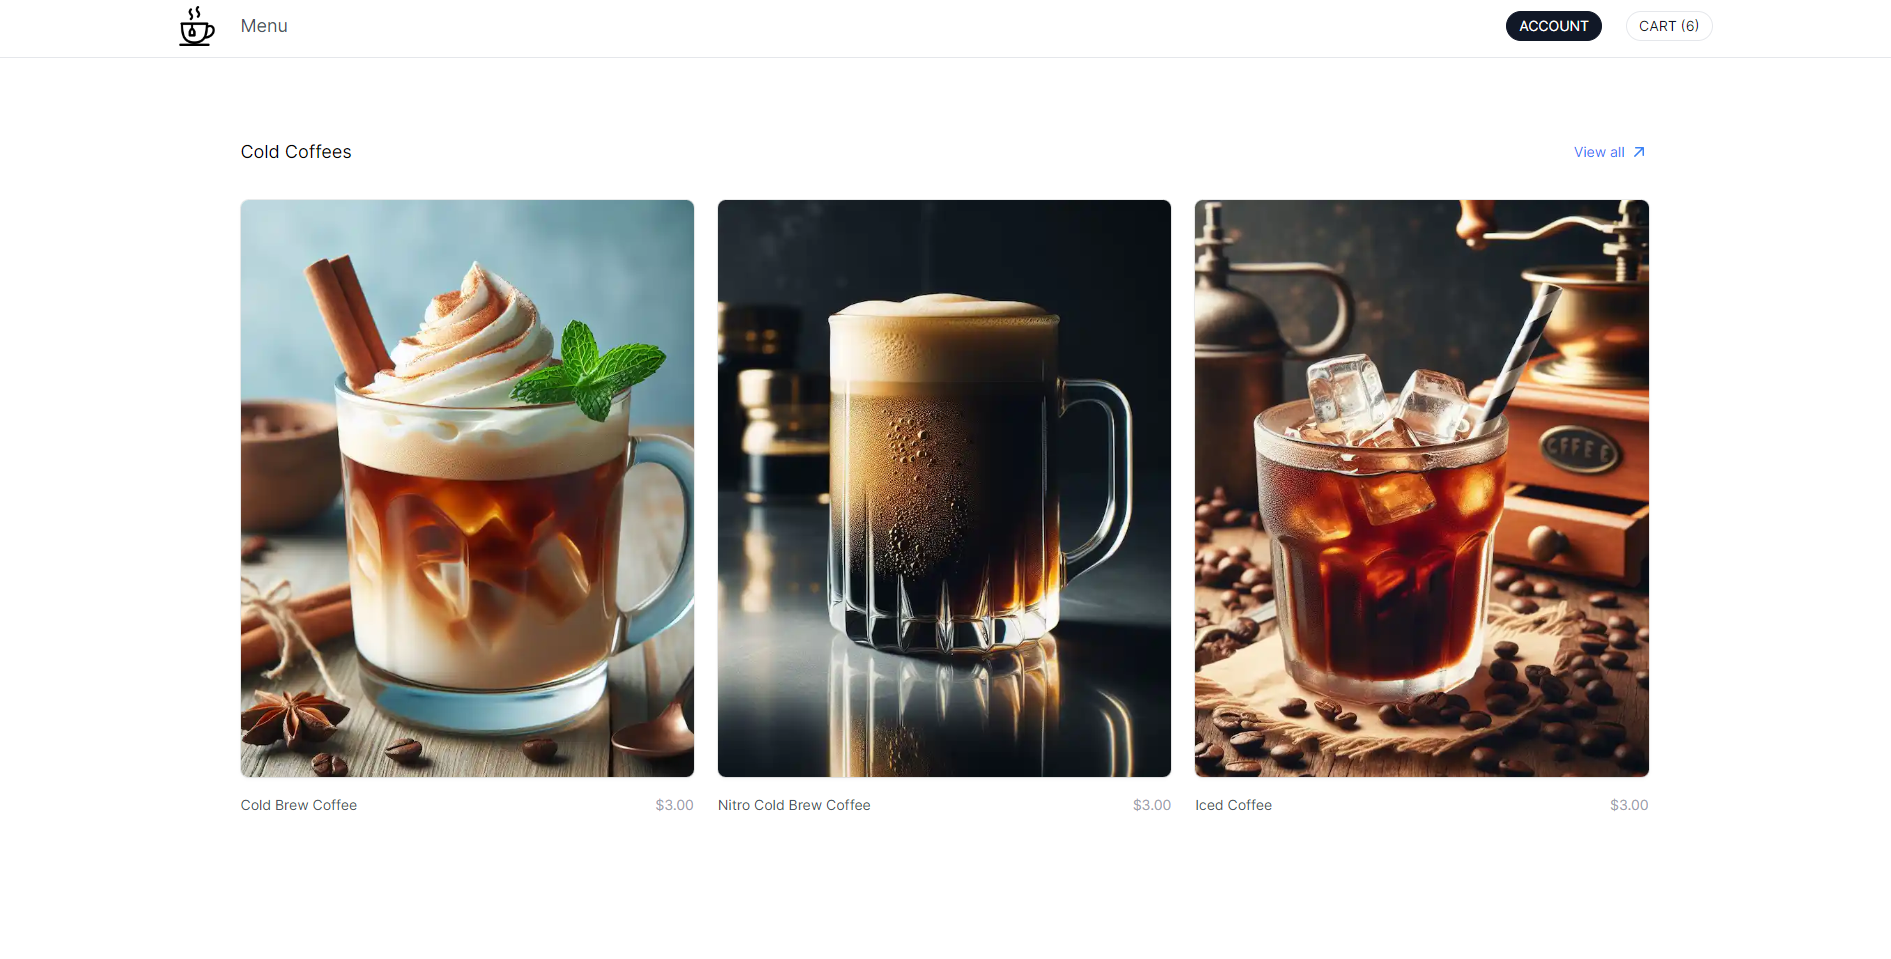 Menu
ACCOUNT
CART (6)
Cold Coffees
View all
CFFEE
Cold Brew Coffee
$3.00
Nitro Cold Brew Coffee
$3.00
Iced Coffee
$3.00